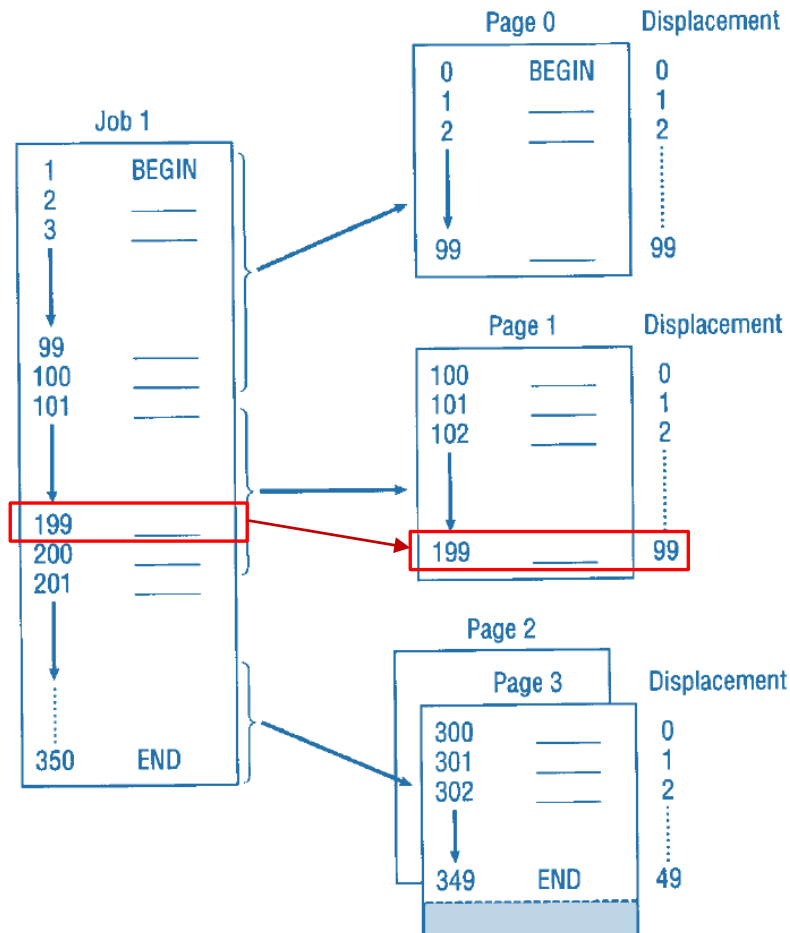 Job 1
1 BEGIN
2
3
99
100
101
199
200
201
350 END
Page 0 Displacement
0 BEGIN 0
1 1
2 2
99 99
Page 1 Displacement
100 0
101 1
102 2
199 99
Page 2
Page 3 Displacement
300 0
301 1
302 2
349 END 49